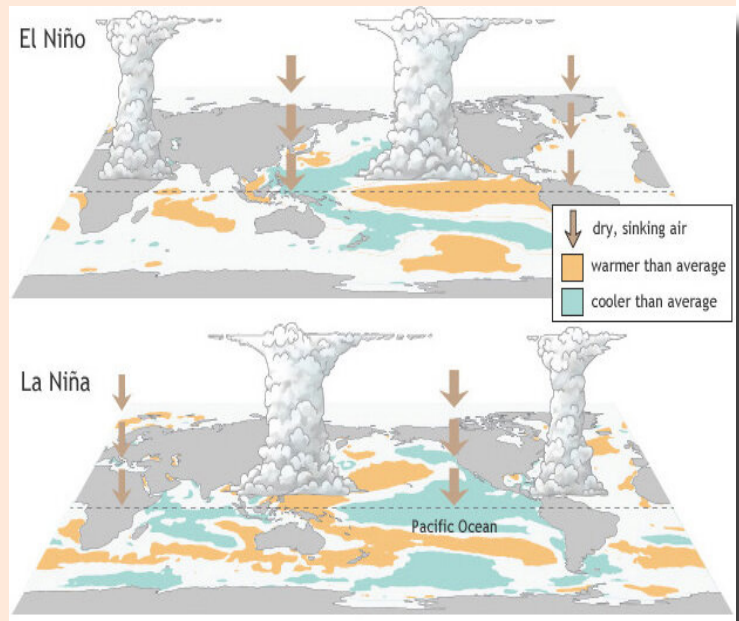 El Niño
dry, sinking air
warmer than average
cooler than average
La Niña
Pacific Ocean